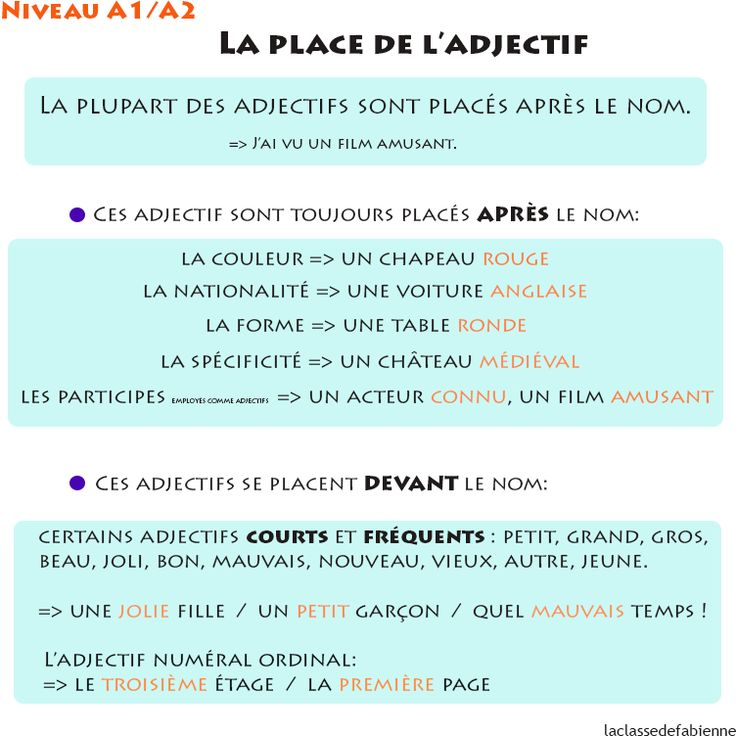 Niveau A1/A2
La place de l'adjectif
La plupart des adjectifs sont placés après le nom.
=> J'ai vu un film amusant.
● Ces adjectif sont toujours placés après le nom:
la couleur => un chapeau rouge
la nationalité => une voiture anglaise
la forme => une table ronde
la spécificité => un château médiéval
les participes employés comme adjectifs => un acteur connu, un film amusant
● Ces adjectifs se placent devant le nom:
certains adjectifs courts et fréquents : petit, grand, gros,
beau, joli, bon, mauvais, nouveau, vieux, autre, jeune.
=> une jolie fille / un petit garçon / quel mauvais temps !
L'adjectif numéral ordinal:
=> le troisième étage / la première page
laclassedefabienne